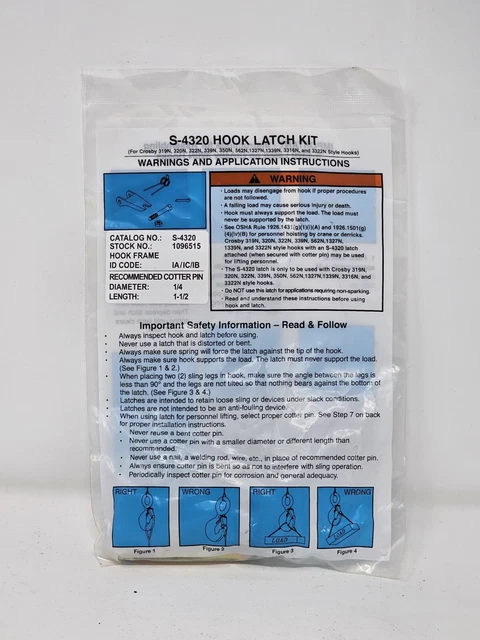 S-4320 HOOK LATCH KIT
(For Crosby 319N, 320N, 322N, 339N, 350N, 562N,1327N,1339N, 3316N, and 3322N Style Hooks)
WARNINGS AND APPLICATION INSTRUCTIONS
CATALOG NO.: S-4320
STOCK NO.: 1096515
HOOK FRAME
ID CODE: IA/IC/IB
RECOMMENDED COTTER PIN
DIAMETER: 1/4
LENGTH: 1-1/2
WARNING
• Loads may disengage from hook if proper procedures
are not followed.
• A falling load may cause serious injury or death.
• Hook must always support the load. The load must
never be supported by the latch.
• See OSHA Rule 1926.1431(g)(1)(i)(A) and 1926.1501(g)
(4)(iv)(B) for personnel hoisting by crane or derricks.
Crosby 319N, 320N, 322N, 339N, 562N,1327N,
1339N, and 3322N style hooks with an S-4320 latch
attached (when secured with cotter pin) may be used
for lifting personnel.
• The S-4320 latch is only to be used with Crosby 319N,
320N, 322N, 339N, 350N, 562N,1327N,1339N, 3316N, and
3322N style hooks.
• Do NOT use this latch for applications requiring non-sparking.
• Read and understand these instructions before using
hook and latch.
Important Safety Information – Read & Follow
• Always inspect hook and latch before using.
• Never use a latch that is distorted or bent.
• Always make sure spring will force the latch against the tip of the hook.
• Always make sure hook supports the load. The latch must never support the load.
(See Figure 1 & 2.)
• When placing two (2) sling legs in hook, make sure the angle between the legs is
less than 90° and the legs are not tilted so that nothing bears against the bottom of
the latch. (See Figure 3 & 4.)
• Latches are intended to retain loose sling or devices under slack conditions.
• Latches are not intended to be an anti-fouling device.
• When using latch for personnel lifting, select proper cotter pin. See Step 7 on back
for proper installation instructions.
• Never reuse a bent cotter pin.
• Never use a cotter pin with a smaller diameter or different length than
recommended.
• Never use a nail, a welding rod, wire, etc., in place of recommended cotter pin.
• Always ensure cotter pin is bent so as not to interfere with sling operation.
• Periodically inspect cotter pin for corrosion and general adequacy.
RIGHT WRONG RIGHT WRONG
LOAD LOAD
Figure 1 Figure 2 Figure 3 Figure 4